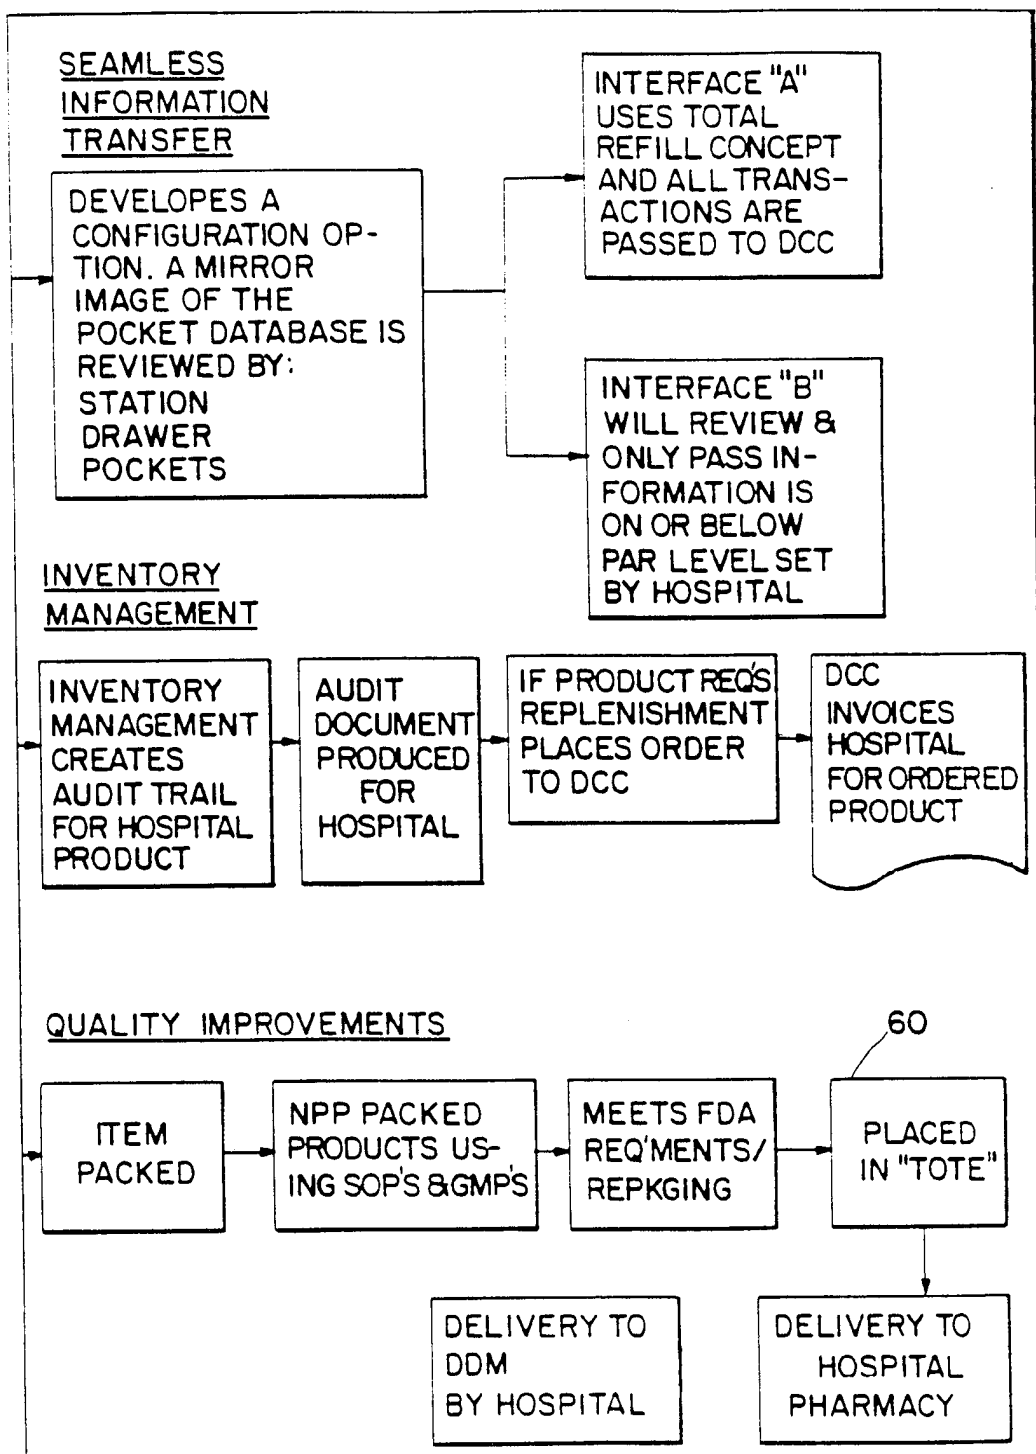 SEAMLESS
INFORMATION
TRANSFER
DEVELOPES A
CONFIGURATION OP-
TION. A MIRROR
IMAGE OF THE
POCKET DATABASE IS
REVIEWED BY:
STATION
DRAWER
POCKETS
INTERFACE "A"
USES TOTAL
REFILL CONCEPT
AND ALL TRANS-
ACTIONS ARE
PASSED TO DCC
INTERFACE "B"
WILL REVIEW &
ONLY PASS IN-
FORMATION IS
ON OR BELOW
PAR LEVEL SET
BY HOSPITAL
INVENTORY
MANAGEMENT
INVENTORY
MANAGEMENT
CREATES
AUDIT TRAIL
FOR HOSPITAL
PRODUCT
AUDIT
DOCUMENT
PRODUCED
FOR
HOSPITAL
IF PRODUCT REQ'S
REPLENISHMENT
PLACES ORDER
TO DCC
DCC
INVOICES
HOSPITAL
FOR ORDERED
PRODUCT
QUALITY IMPROVEMENTS
60
ITEM
PACKED
NPP PACKED
PRODUCTS US-
ING SOP'S &GMP'S
MEETS FDA
REQ'MENTS/
REPKGING
PLACED
IN "TOTE"
DELIVERY TO
DDM
BY HOSPITAL
DELIVERY TO
HOSPITAL
PHARMACY